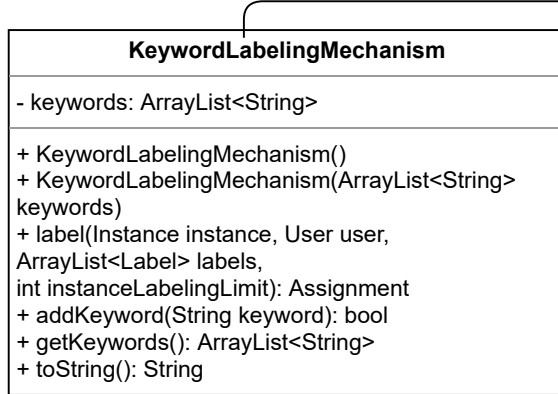 KeywordLabelingMechanism
- keywords: ArrayList<String>
+ KeywordLabelingMechanism()
+ KeywordLabelingMechanism(ArrayList<String>
keywords)
+ label(Instance instance, User user,
ArrayList<Label> labels,
int instanceLabelingLimit): Assignment
+ addKeyword(String keyword): bool
+ getKeywords(): ArrayList<String>
+ toString(): String